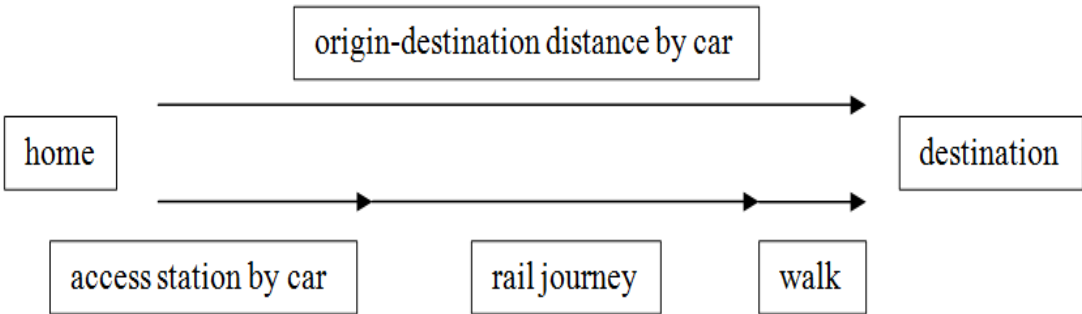 origin-destination distance by car
home
destination
access station by car
rail journey
walk